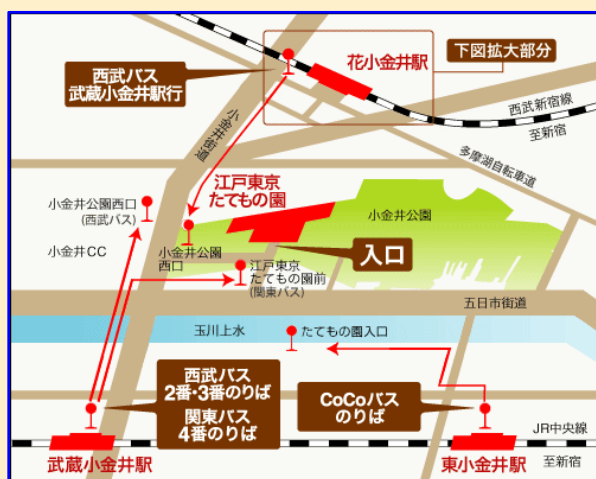 花小金井駅
下図拡大部分
西武バス
武蔵小金井駅行
西武新宿線
至新宿
小金井街道
多摩湖自転車道
江戸東京
たてもの園
小金井公園西口
(西武バス)
小金井公園
小金井CC
小金井公園
西口
入口
江戸東京
たてもの園前
(関東バス)
五日市街道
玉川上水
たてもの園入口
西武バス
2番・3番のりば
関東バス
4番のりば
CoCoバス
のりば
JR中央線
武蔵小金井駅
東小金井駅
至新宿